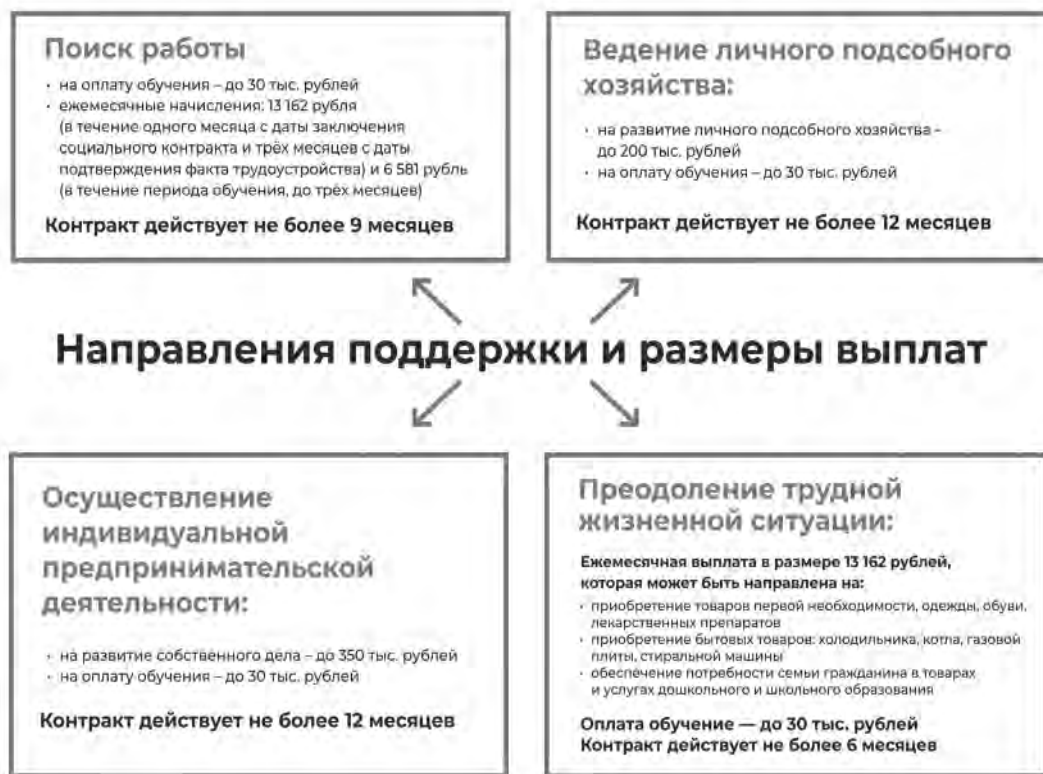 Поиск работы
· на оплату обучения – до 30 тыс. рублей
· ежемесячные начисления: 13 162 рубля
(в течение одного месяца с даты заключения
социального контракта и трёх месяцев с даты
подтверждения факта трудоустройства) и 6 581 рубль
(в течение периода обучения, до трёх месяцев)
Контракт действует не более 9 месяцев
Ведение личного подсобного
хозяйства:
· на развитие личного подсобного хозяйства –
до 200 тыс. рублей
· на оплату обучения – до 30 тыс. рублей
Контракт действует не более 12 месяцев
Направления поддержки и размеры выплат
Осуществление
индивидуальной
предпринимательской
деятельности:
· на развитие собственного дела – до 350 тыс. рублей
· на оплату обучения – до 30 тыс. рублей
Контракт действует не более 12 месяцев
Преодоление трудной
жизненной ситуации:
Ежемесячная выплата в размере 13 162 рублей,
которая может быть направлена на:
· приобретение товаров первой необходимости, одежды, обуви,
лекарственных препаратов
· приобретение бытовых товаров: холодильника, котла, газовой
плиты, стиральной машины
· обеспечение потребности семьи гражданина в товарах
и услугах дошкольного и школьного образования
Оплата обучение — до 30 тыс. рублей
Контракт действует не более 6 месяцев